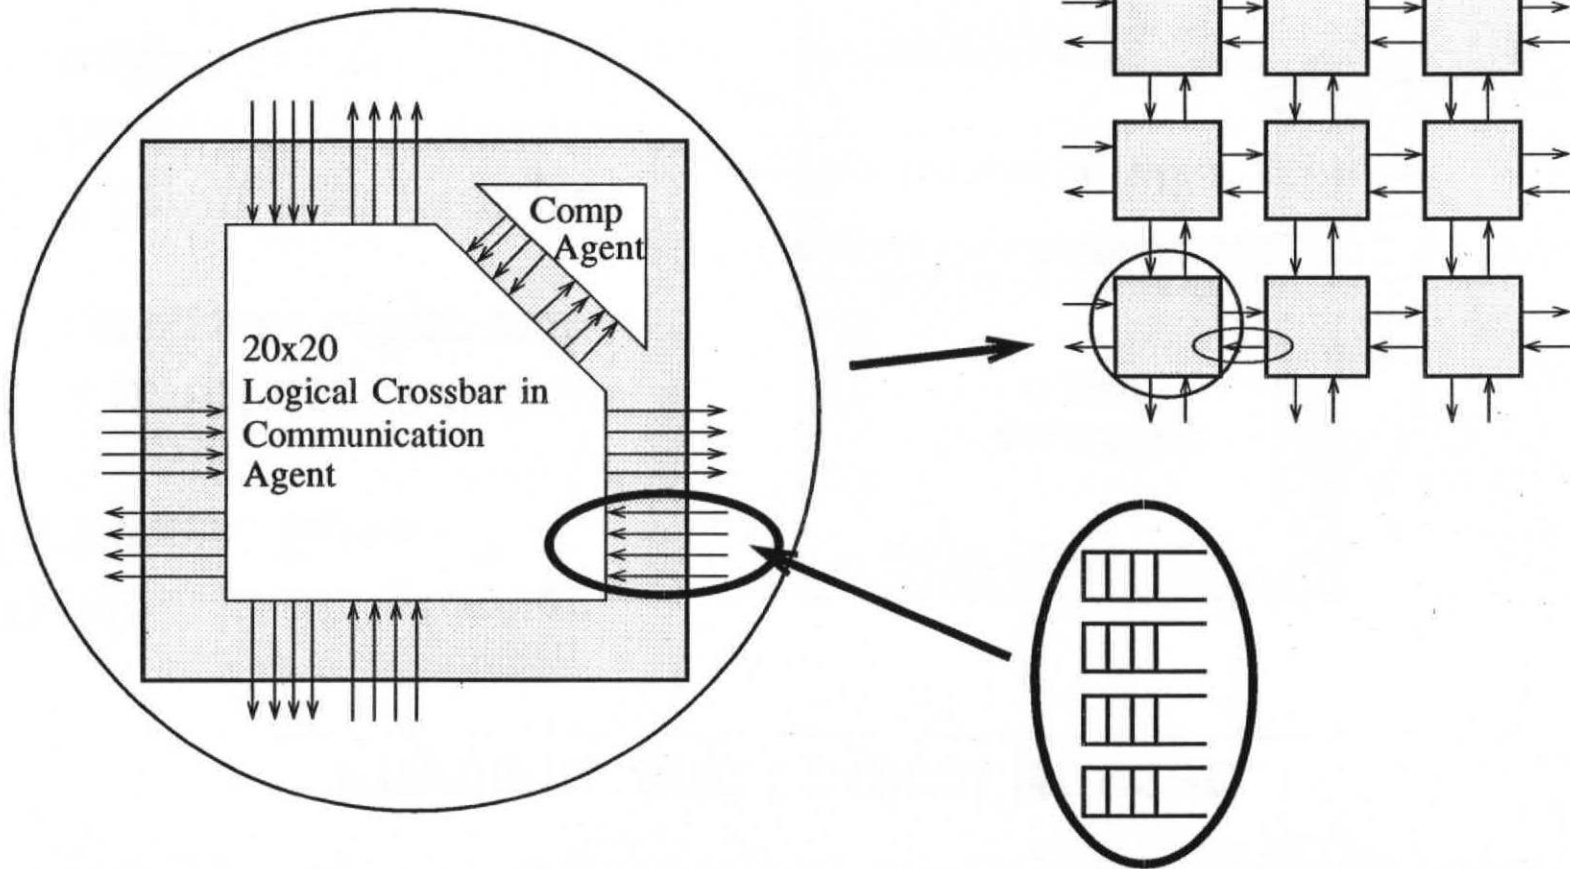 Comp
Agent
20x20
Logical Crossbar in
Communication
Agent